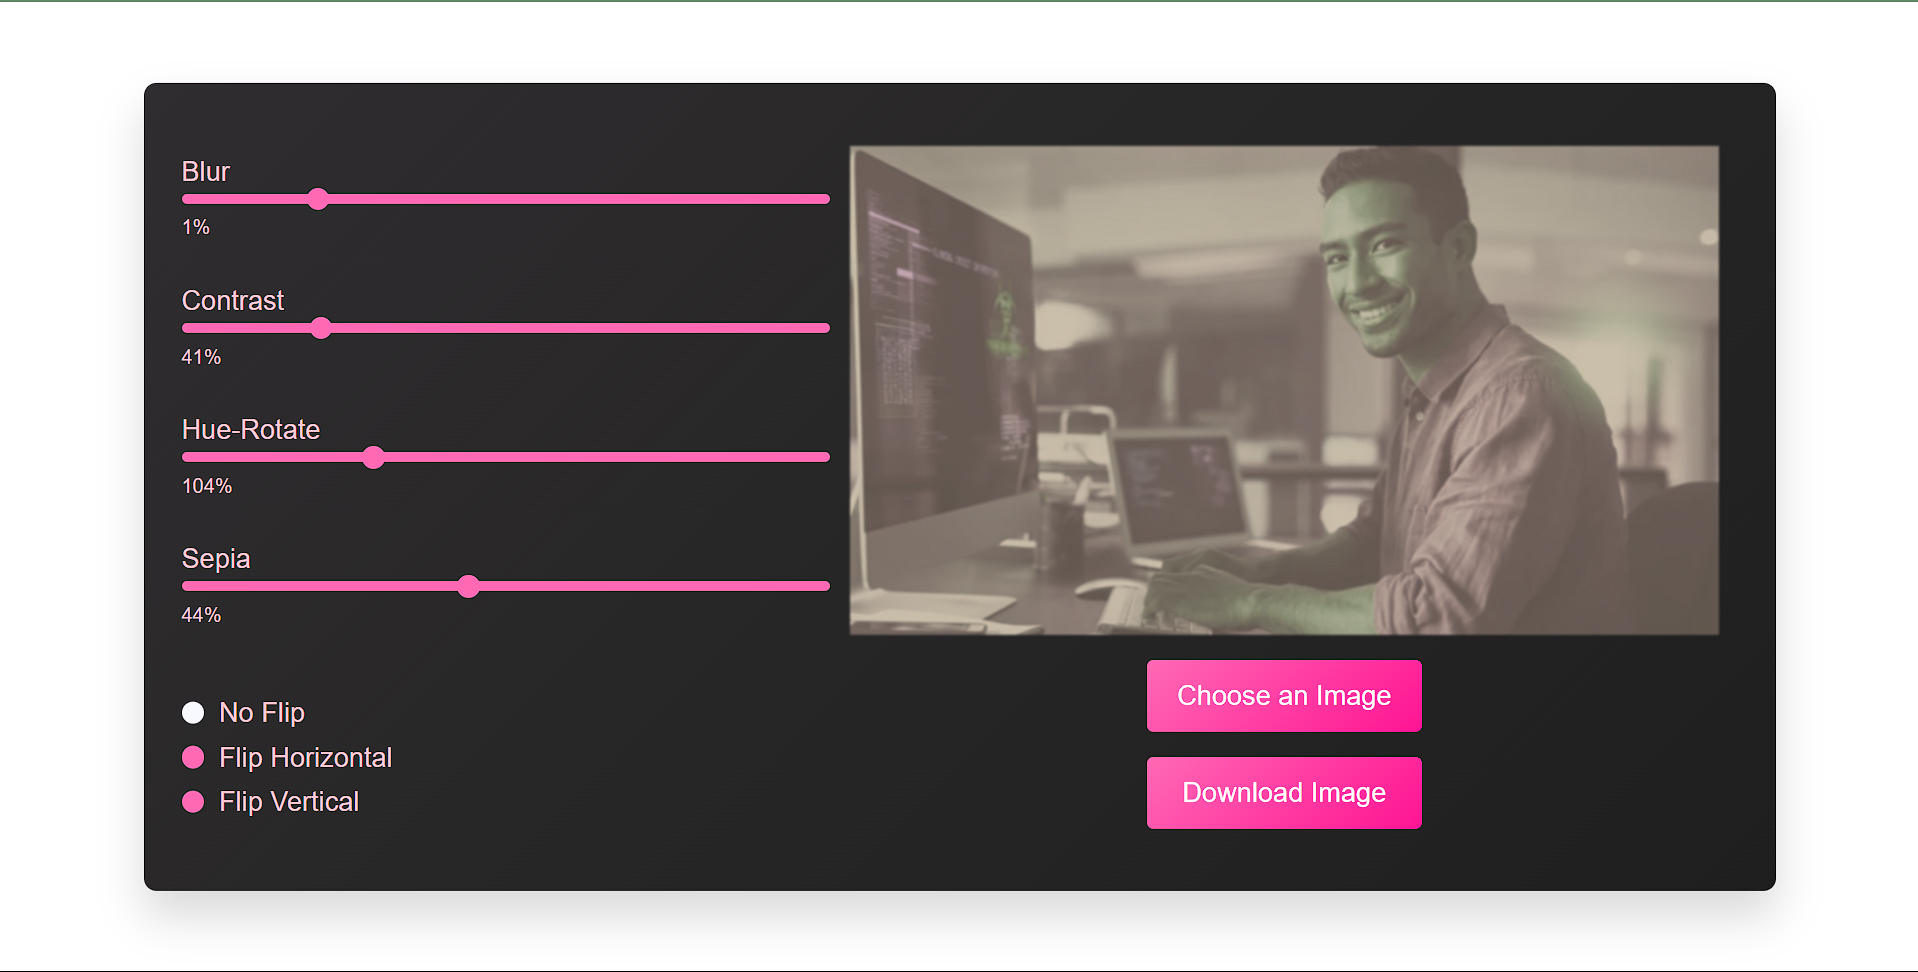 Blur
1%
Contrast
41%
Hue-Rotate
104%
Sepia
44%
No Flip
Flip Horizontal
Flip Vertical
Choose an Image
Download Image